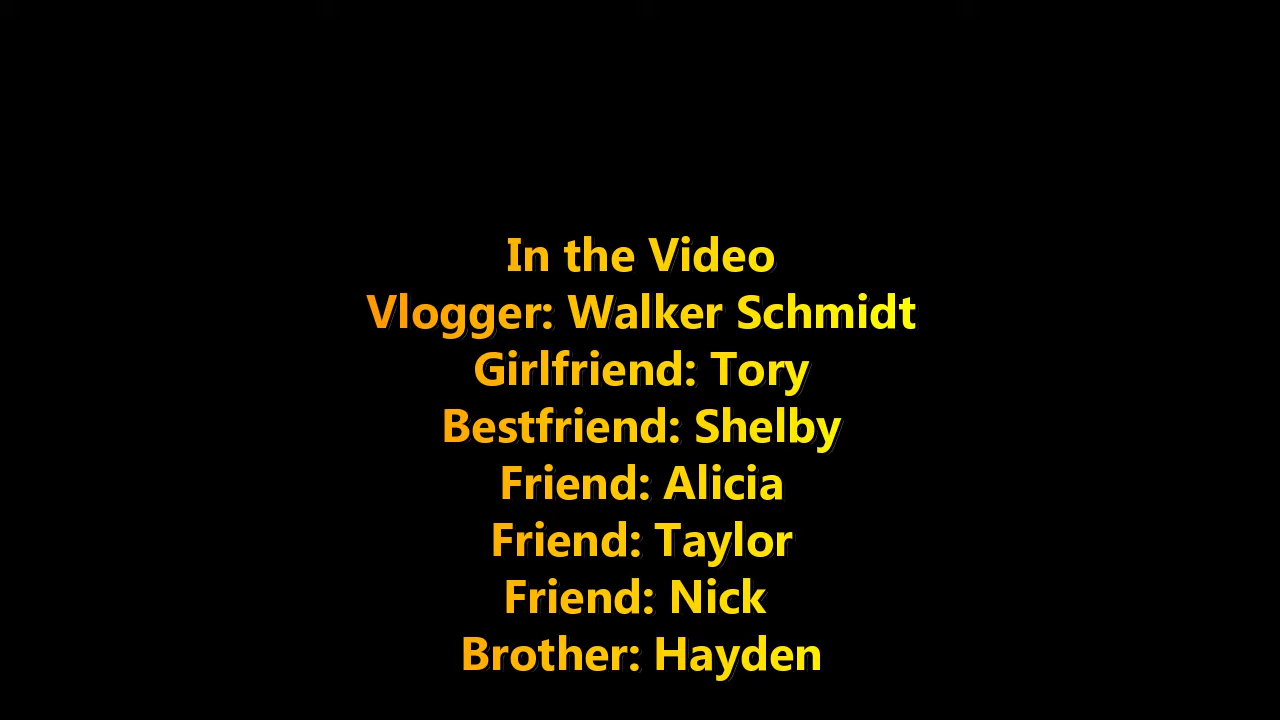 In the Video
Vlogger: Walker Schmidt
Girlfriend: Tory
Bestfriend: Shelby
Friend: Alicia
Friend: Taylor
Friend: Nick
Brother: Hayden